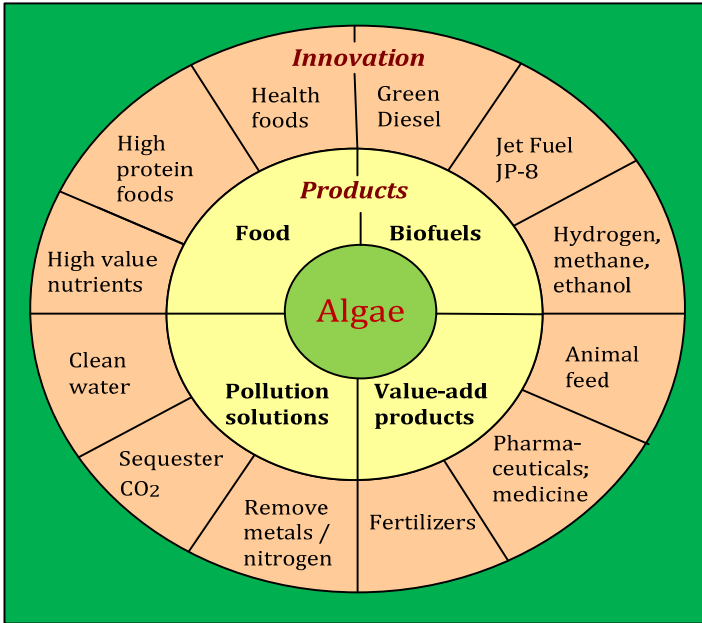 Innovation
Health
foods
Green
Diesel
High
protein
foods
Jet Fuel
JP-8
Products
Food
Biofuels
High value
nutrients
Hydrogen,
methane,
ethanol
Algae
Clean
water
Animal
feed
Pollution
solutions
Value-add
products
Sequester
CO2
Pharma-
ceuticals;
medicine
Remove
metals /
nitrogen
Fertilizers